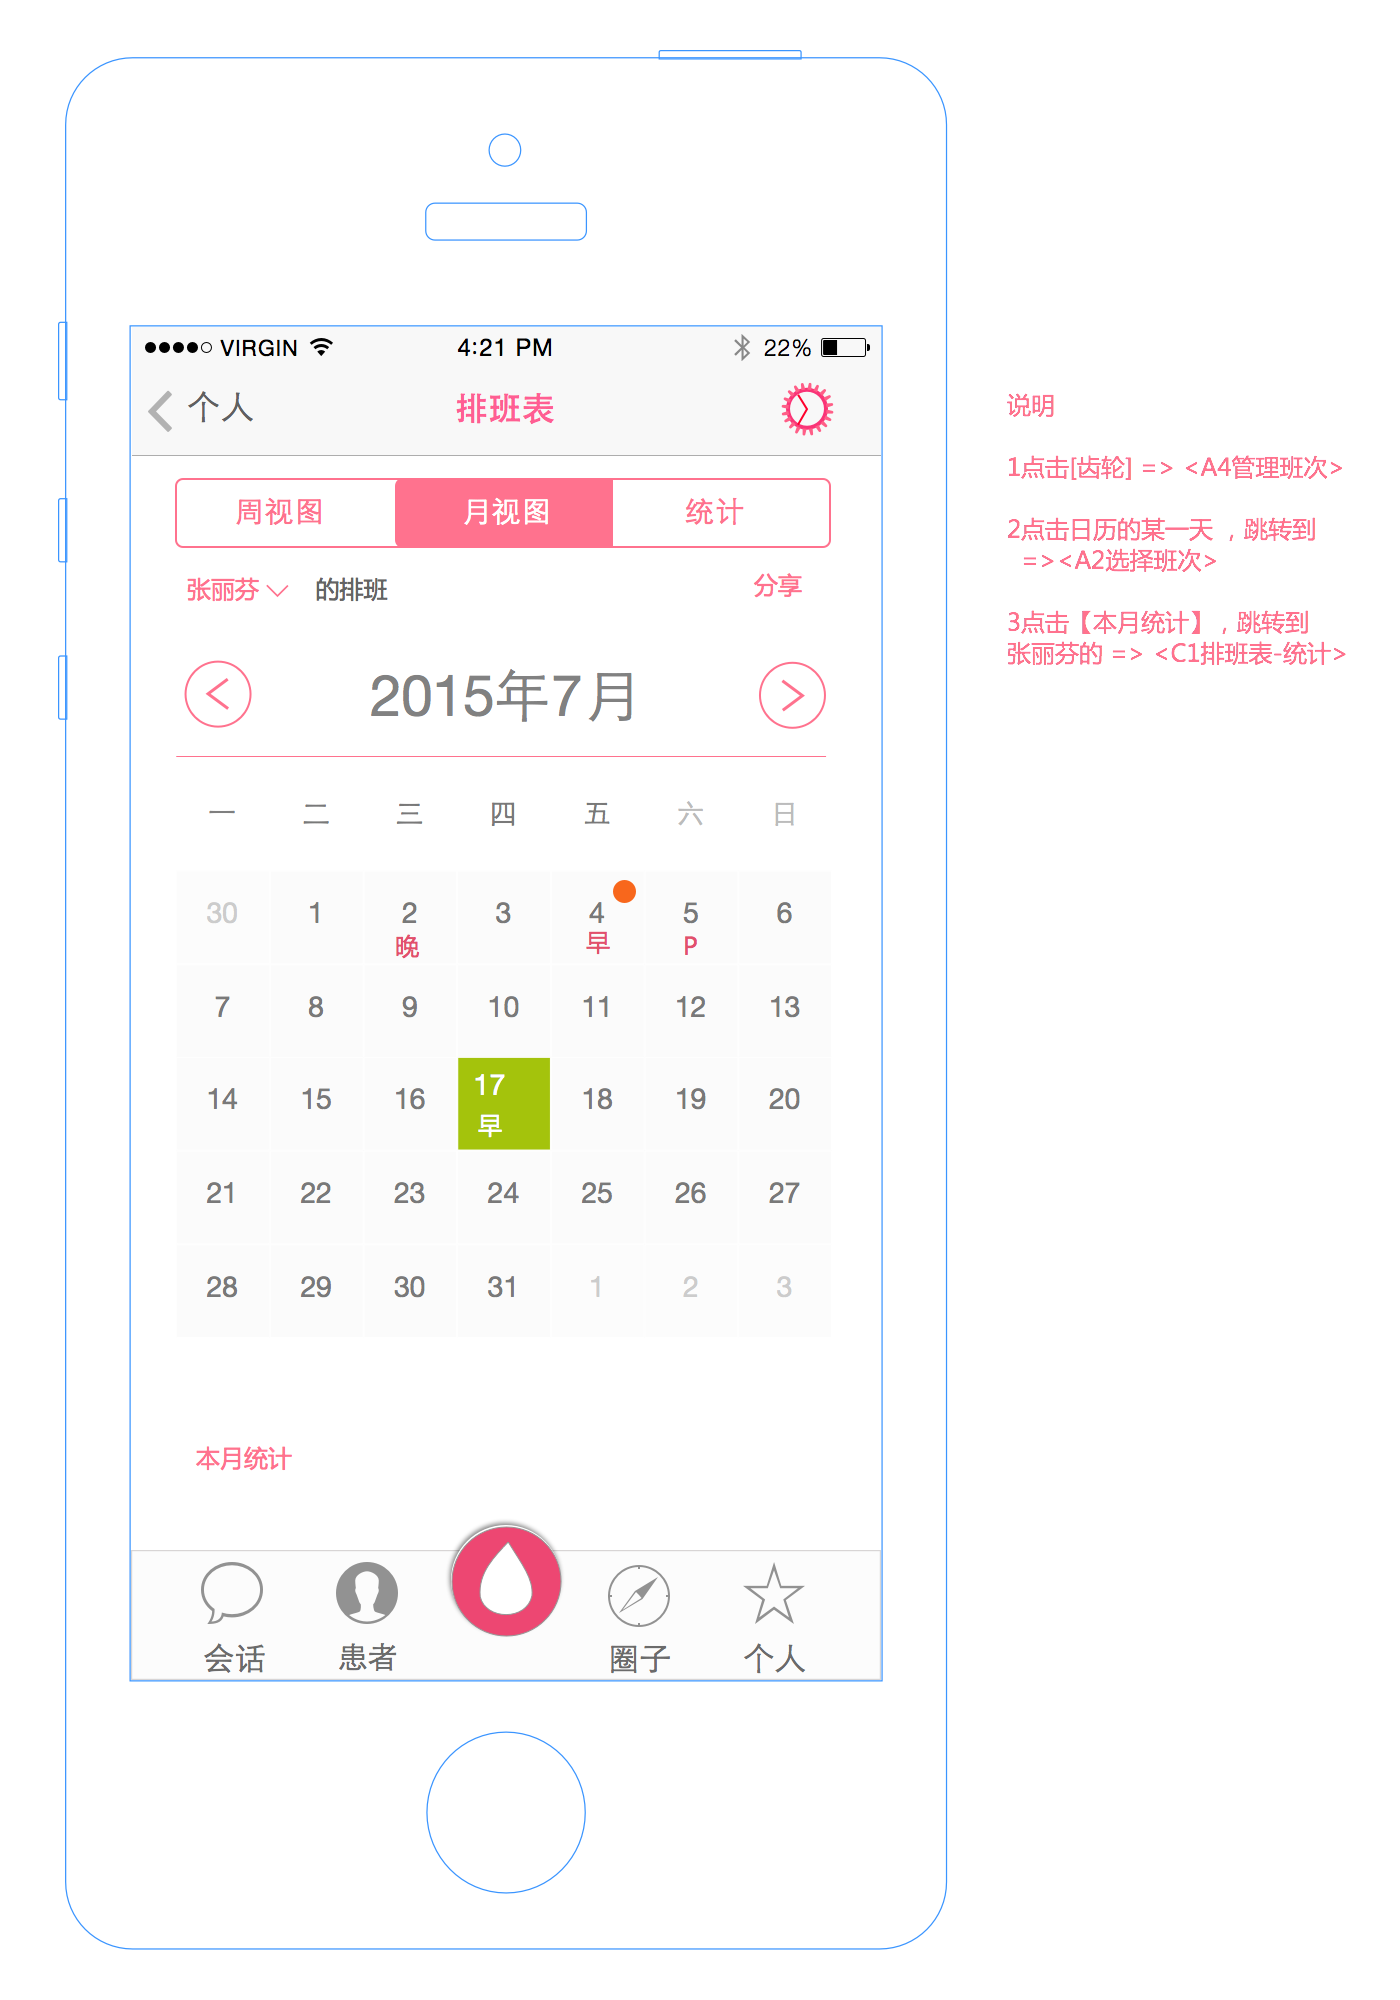 VIRGIN 4:21 PM 22%
个人 排班表
周视图 月视图 统计
张丽芬 的排班 分享
2015年7月
一 二 三 四 五 六 日
30 1 2 3 4 5 6
晚 早 P
7 8 9 10 11 12 13
14 15 16 17 18 19 20
早
21 22 23 24 25 26 27
28 29 30 31 1 2 3
本月统计
会话 患者 圈子 个人
说明
1点击[齿轮] => <A4管理班次>
2点击日历的某一天 ，跳转到
=><A2选择班次>
3点击【本月统计】，跳转到
张丽芬的 => <C1排班表-统计>